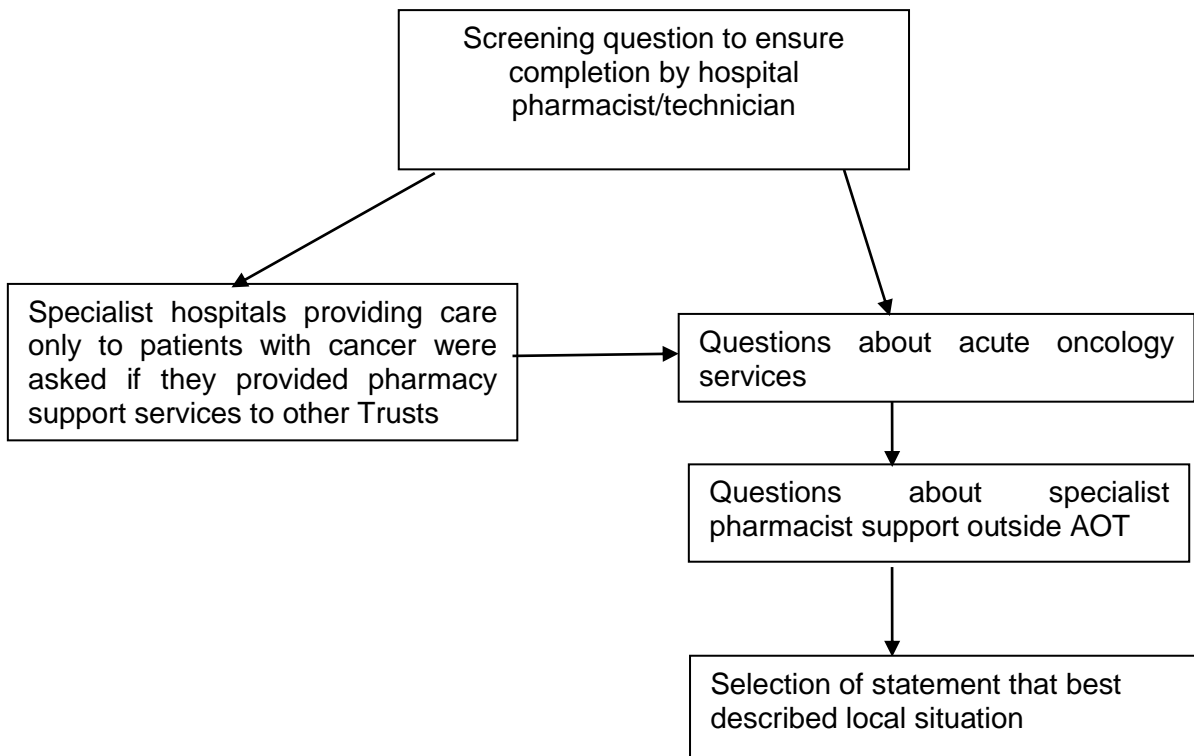 Screening question to ensure
completion by hospital
pharmacist/technician
Specialist hospitals providing care
only to patients with cancer were
asked if they provided pharmacy
support services to other Trusts
Questions about acute oncology
services
Questions about specialist
pharmacist support outside AOT
Selection of statement that best
described local situation